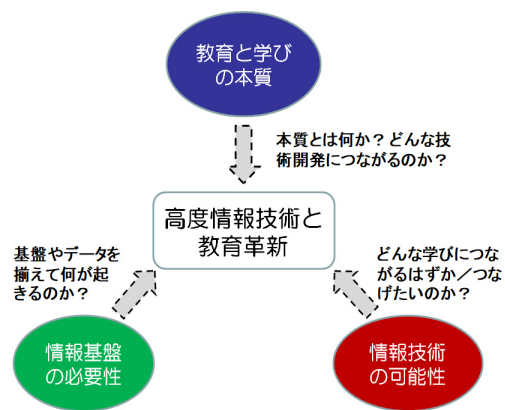 教育と学び
の本質
本質とは何か？どんな技
術開発につながるのか？
高度情報技術と
教育革新
基盤やデータを
揃えて何が起
きるのか？
どんな学びにつな
がるはずか／つな
げたいのか？
情報基盤
の必要性
情報技術
の可能性